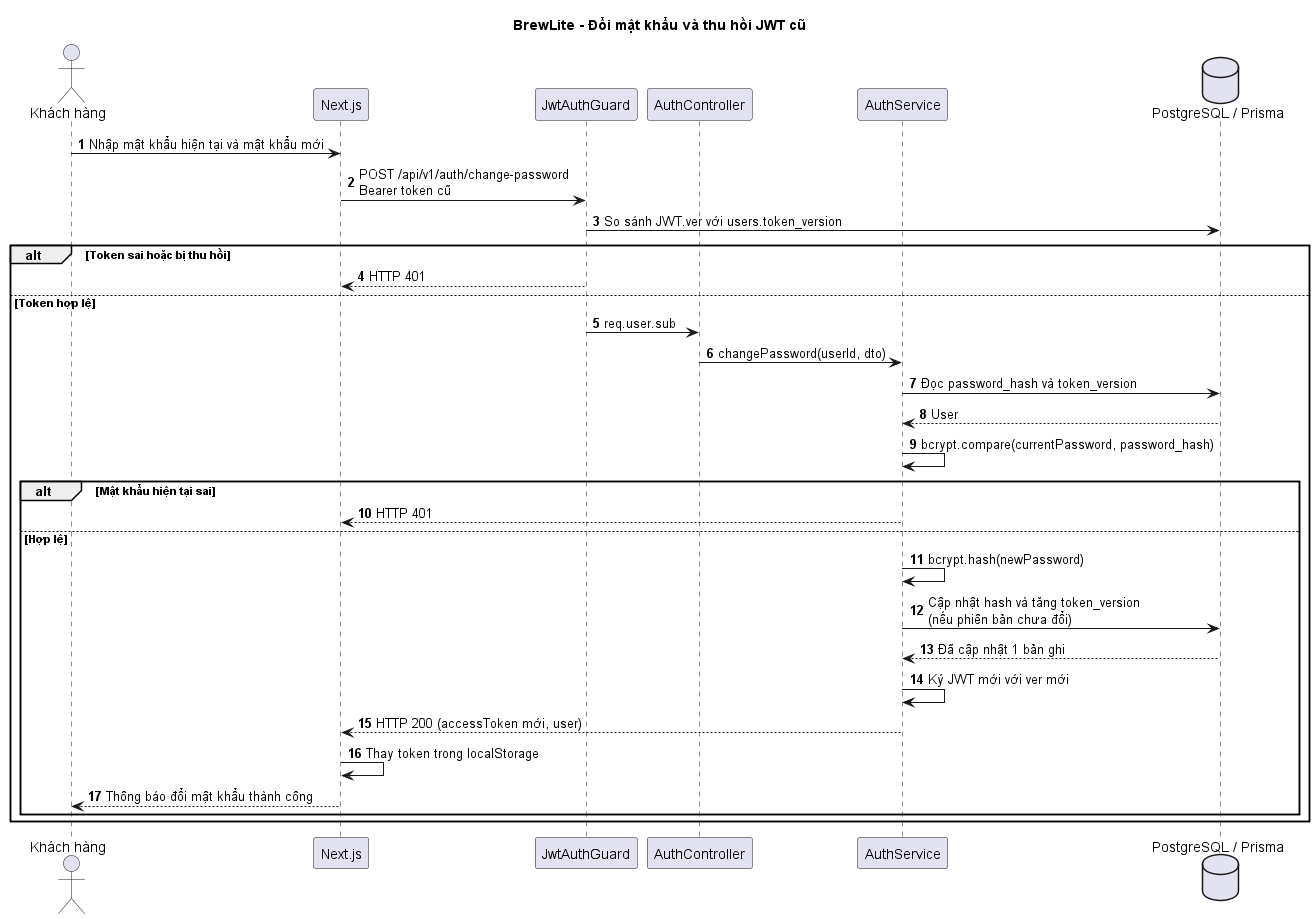 BrewLite - Đổi mật khẩu và thu hồi JWT cũ
Khách hàng
Next.js
JwtAuthGuard
AuthController
AuthService
PostgreSQL / Prisma
1 Nhập mật khẩu hiện tại và mật khẩu mới
2 POST /api/v1/auth/change-password
Bearer token cũ
3 So sánh JWT.ver với users.token_version
alt [Token sai hoặc bị thu hồi]
4 HTTP 401
[Token hợp lệ]
5 req.user.sub
6 changePassword(userId, dto)
7 Đọc password_hash và token_version
8 User
9 bcrypt.compare(currentPassword, password_hash)
alt [Mật khẩu hiện tại sai]
10 HTTP 401
[Hợp lệ]
11 bcrypt.hash(newPassword)
12 Cập nhật hash và tăng token_version
(nếu phiên bản chưa đổi)
13 Đã cập nhật 1 bản ghi
14 Ký JWT mới với ver mới
15 HTTP 200 (accessToken mới, user)
16 Thay token trong localStorage
17 Thông báo đổi mật khẩu thành công
Khách hàng
Next.js
JwtAuthGuard
AuthController
AuthService
PostgreSQL / Prisma